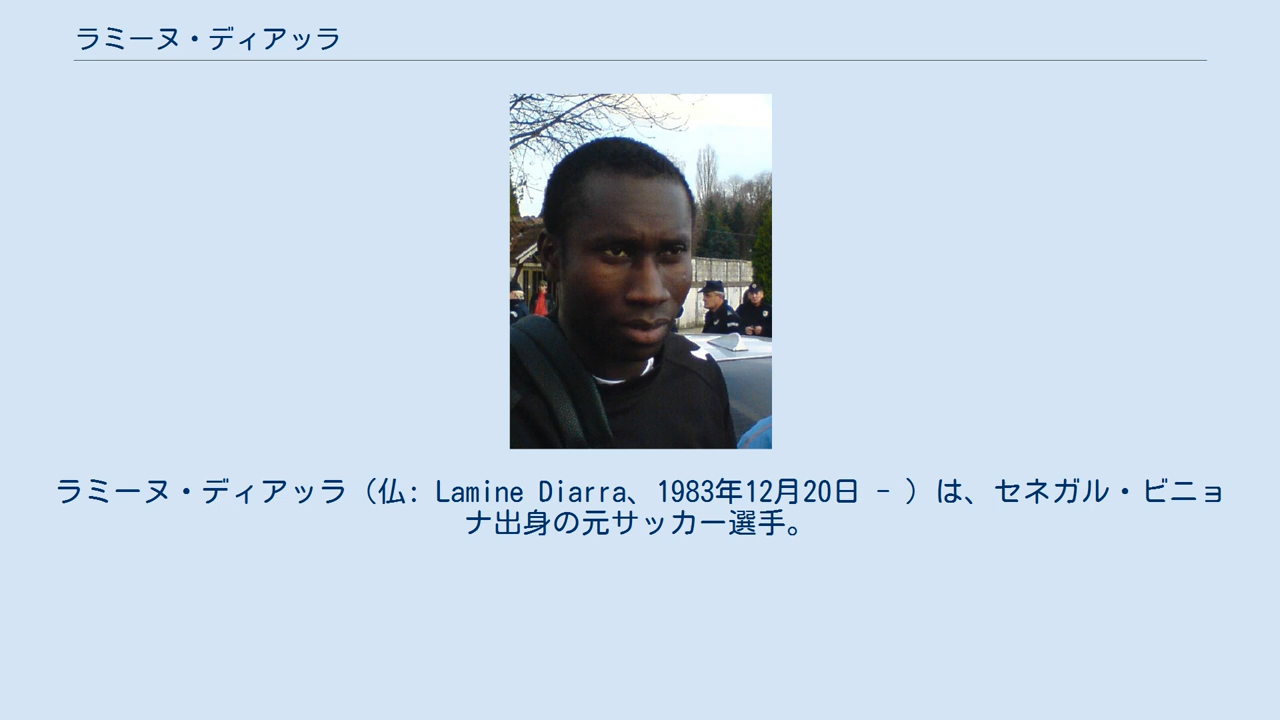 ラミーヌ・ディアッラ
ラミーヌ・ディアッラ（仏: Lamine Diarra、1983年12月20日 - ）は、セネガル・ビニョ
ナ出身の元サッカー選手。